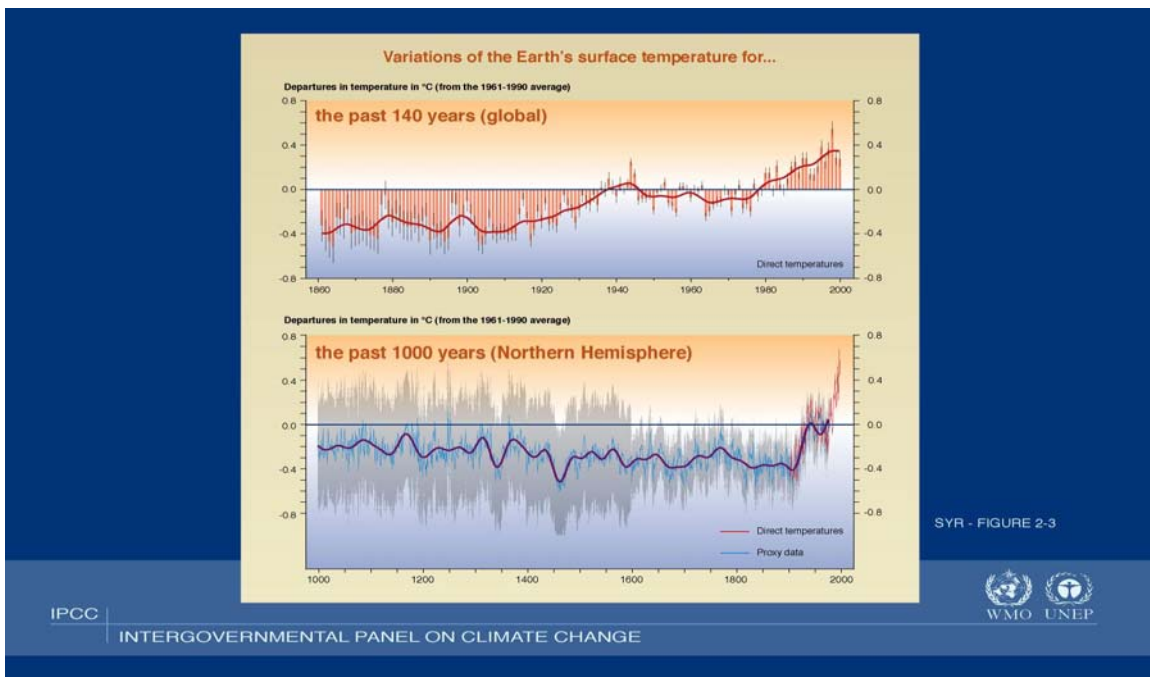 Variations of the Earth's surface temperature for...
Departures in temperature in °C (from the 1961-1990 average)
the past 140 years (global)
0.8 0.8
0.4 0.4
0.0 0.0
-0.4 -0.4
-0.8 -0.8
Direct temperatures
1860 1880 1900 1920 1940 1960 1980 2000
Departures in temperature in °C (from the 1961-1990 average)
the past 1000 years (Northern Hemisphere)
0.8 0.8
0.4 0.4
0.0 0.0
-0.4 -0.4
-0.8 -0.8
Direct temperatures
Proxy data
1000 1200 1400 1600 1800 2000
SYR - FIGURE 2-3
IPCC
INTERGOVERNMENTAL PANEL ON CLIMATE CHANGE
WMO UNEP